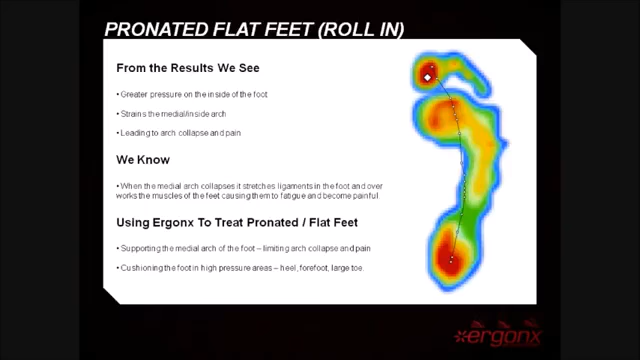 PRONATED FLAT FEET (ROLL IN)
From the Results We See
• Greater pressure on the inside of the foot
• Strains the medial/inside arch
• Leading to arch collapse and pain
We Know
• When the medial arch collapses it stretches ligaments in the foot and over
works the muscles of the feet causing them to fatigue and become painful.
Using Ergonx To Treat Pronated / Flat Feet
• Supporting the medial arch of the foot – limiting arch collapse and pain
• Cushioning the foot in high pressure areas – heel, forefoot, large toe.
ergonx